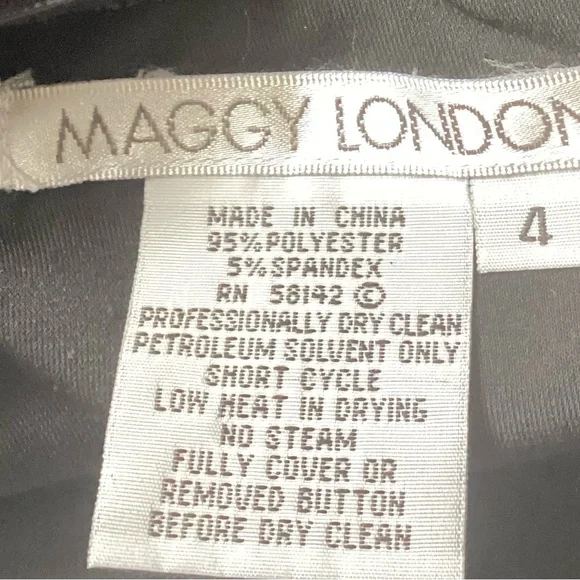 MAGGY LONDON
4
MADE IN CHINA
95% POLYESTER
5% SPANDEX
RN 58142 ©
PROFESSIONALLY DRY CLEAN
PETROLEUM SOLVENT ONLY
SHORT CYCLE
LOW HEAT IN DRYING
NO STEAM
FULLY COVER OR
REMOVED BUTTON
BEFORE DRY CLEAN